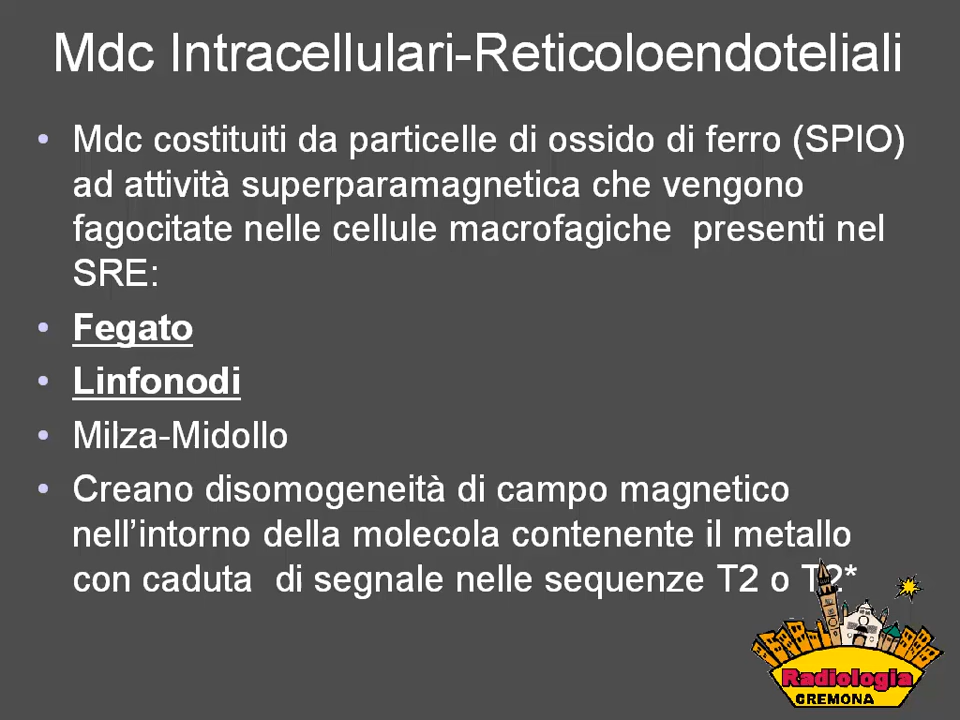 Mdc Intracellulari-Reticoloendoteliali
• Mdc costituiti da particelle di ossido di ferro (SPIO)
ad attività superparamagnetica che vengono
fagocitate nelle cellule macrofagiche presenti nel
SRE:
• Fegato
• Linfonodi
• Milza-Midollo
• Creano disomogeneità di campo magnetico
nell'intorno della molecola contenente il metallo
con caduta di segnale nelle sequenze T2 o T2*
Radiologia
CREMONA